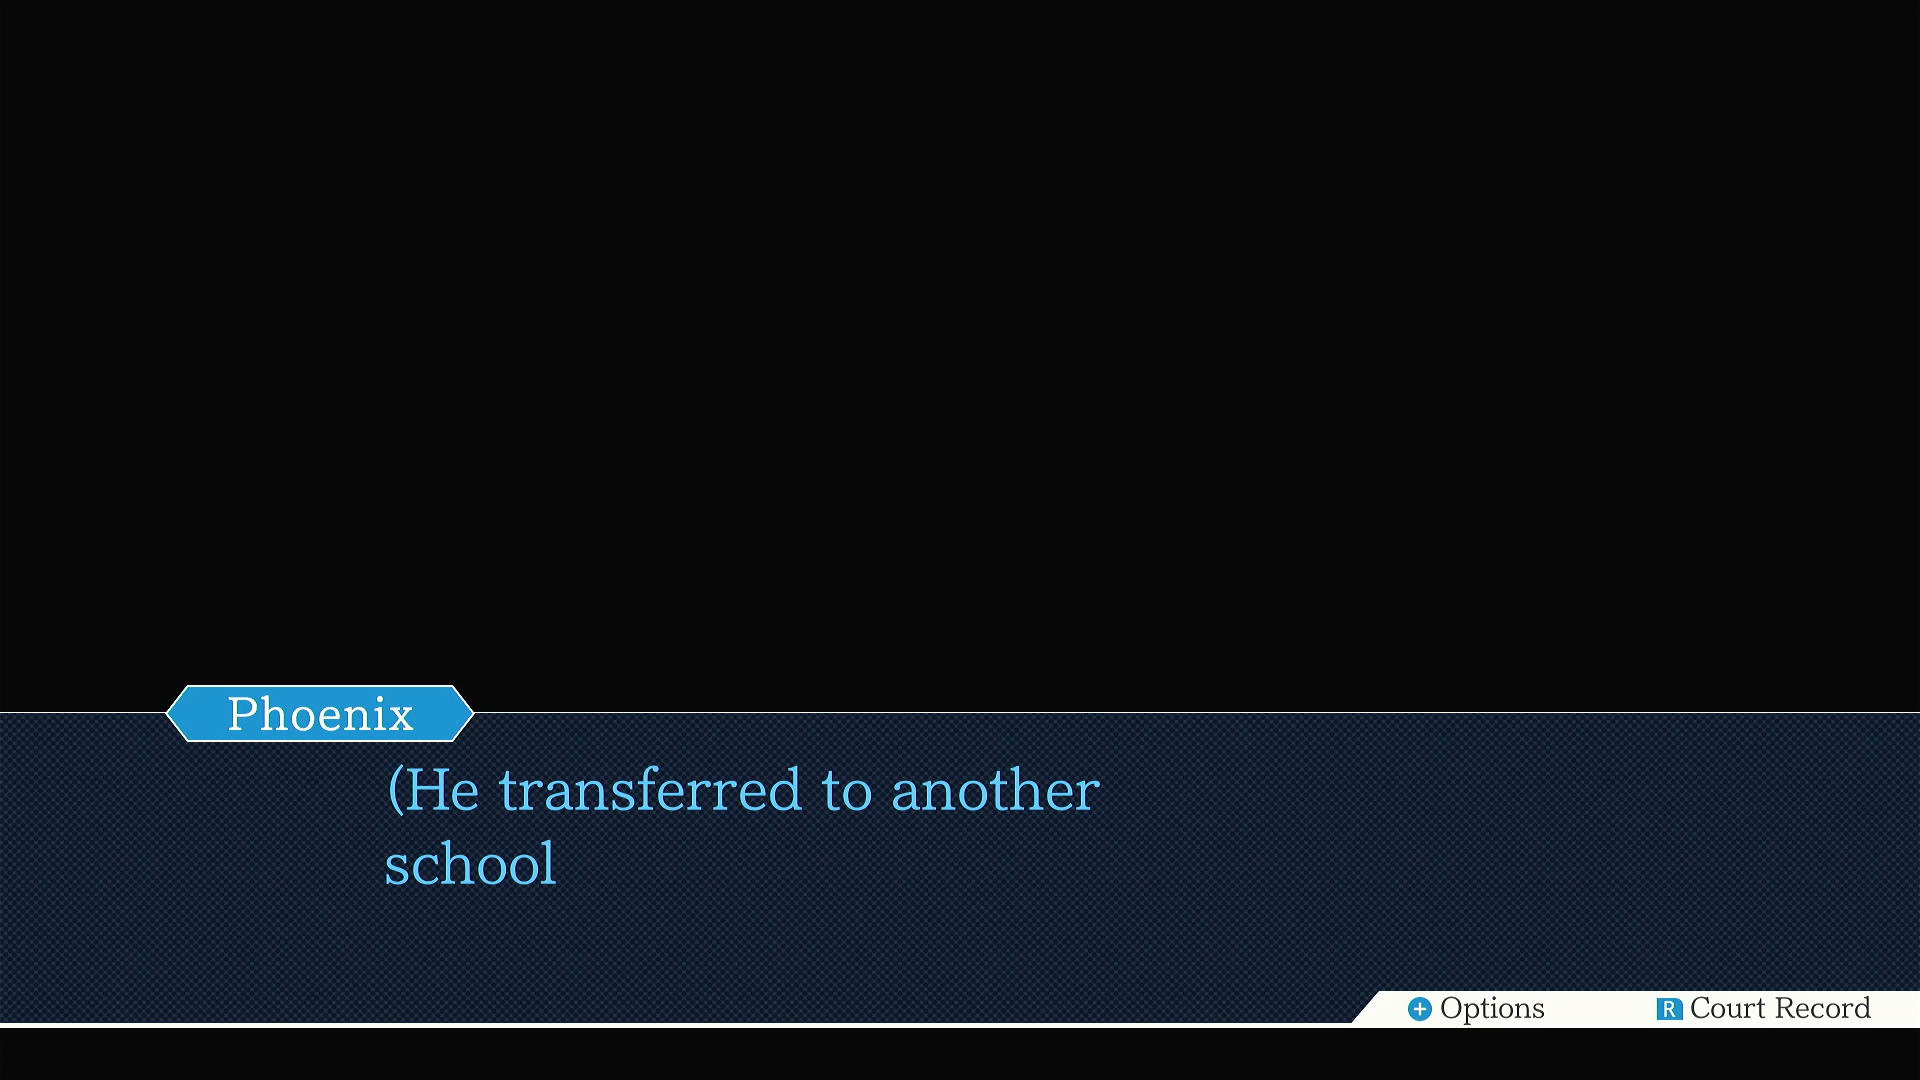 Phoenix
(He transferred to another
school
+ Options
R Court Record